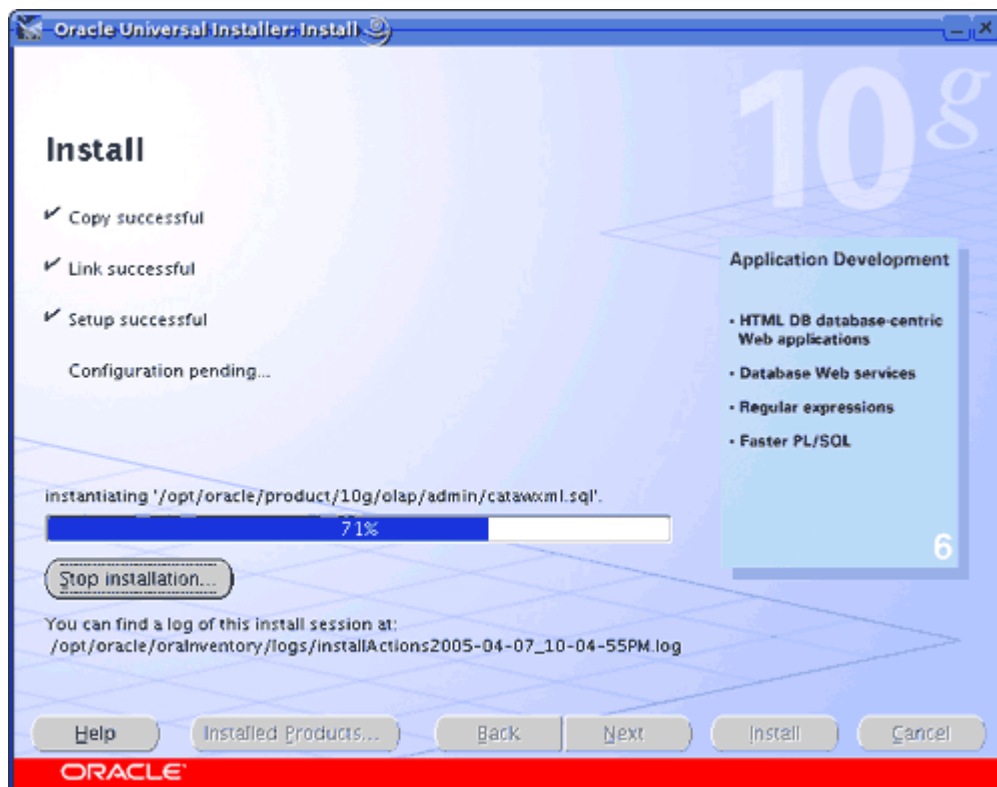 Oracle Universal Installer: Install
10g
Install
✔ Copy successful
✔ Link successful
✔ Setup successful
Configuration pending...
instantiating '/opt/oracle/product/10g/olap/admin/catawxml.sql'.
71%
Stop installation...
You can find a log of this install session at:
/opt/oracle/oraInventory/logs/installActions2005-04-07_10-04-55PM.log
Application Development
· HTML DB database-centric
Web applications
· Database Web services
· Regular expressions
· Faster PL/SQL
6
Help
Installed Products...
Back
Next
Install
Cancel
ORACLE